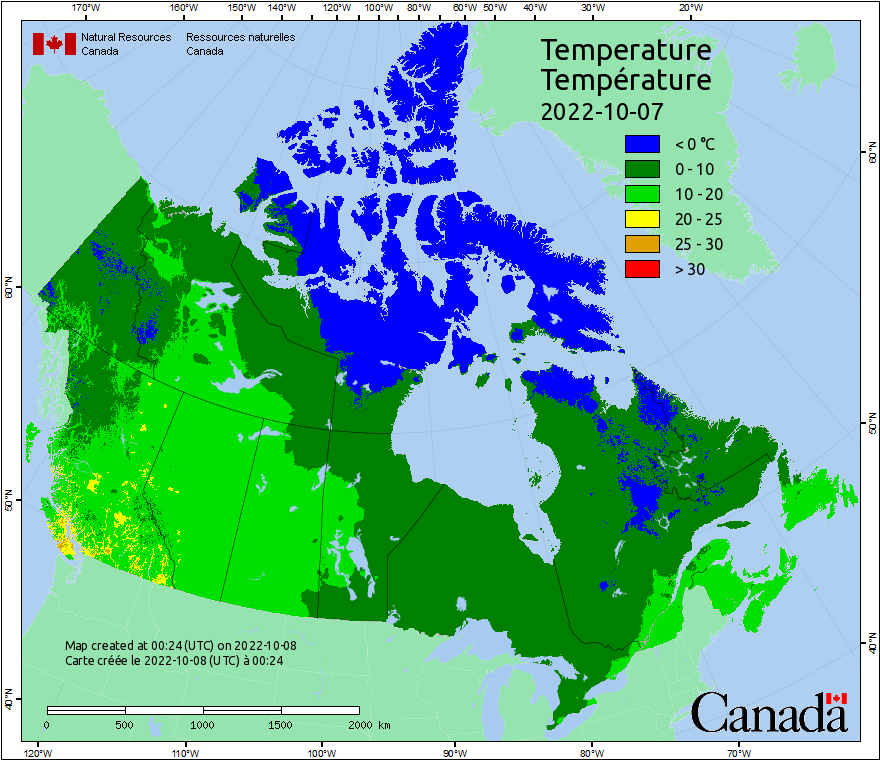 170°W 160°W 150°W 140°W 130°W 120°W 110°W 100°W 90°W 80°W 60°W 50°W 40°W 30°W 20°W
Natural Resources Canada
Ressources naturelles Canada
Temperature
Température
2022-10-07
< 0 °C
0 - 10
10 - 20
20 - 25
25 - 30
> 30
60°N
50°N
40°N
60°N
50°N
40°N
Map created at 00:24 (UTC) on 2022-10-08
Carte créée le 2022-10-08 (UTC) à 00:24
0 500 1000 1500 2000 km
Canada
120°W 110°W 100°W 90°W 80°W 70°W